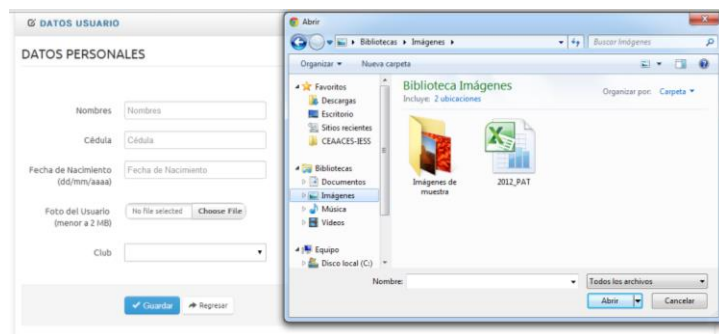 DATOS USUARIO
DATOS PERSONALES
Nombres
Nombres
Cédula
Cédula
Fecha de Nacimiento
(dd/mm/aaaa)
Fecha de Nacimiento
Foto del Usuario
(menor a 2 MB)
No file selected
Choose File
Club
Guardar
Regresar
Abrir
Bibliotecas
Imágenes
Buscar Imágenes
Organizar
Nueva carpeta
Favoritos
Descargas
Escritorio
Sitios recientes
CEAACES-IESS
Bibliotecas
Documentos
Imágenes
Música
Vídeos
Equipo
Disco local (C:)
Biblioteca Imágenes
Incluye: 2 ubicaciones
Organizar por: Carpeta
Imágenes de
muestra
2012_PAT
Nombre:
Todos los archivos
Abrir
Cancelar